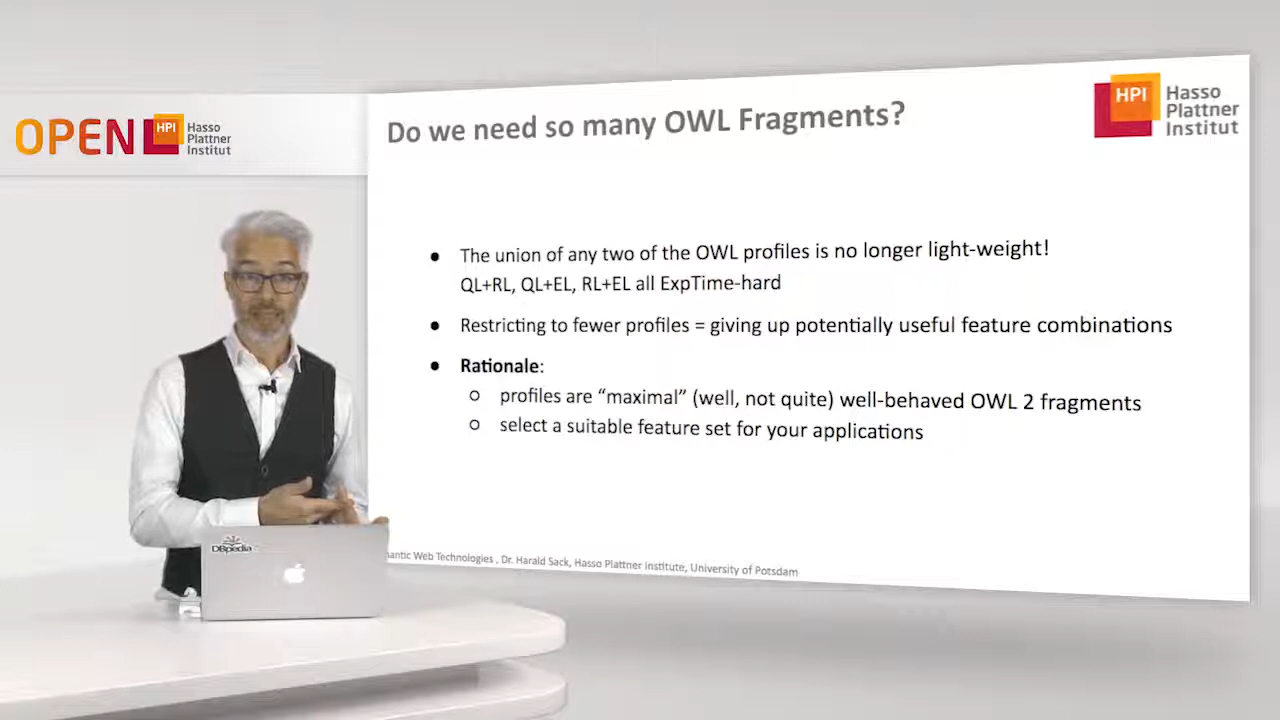 OPEN HPI Hasso
Plattner
Institut
Do we need so many OWL Fragments?
HPI Hasso
Plattner
Institut
● The union of any two of the OWL profiles is no longer light-weight!
QL+RL, QL+EL, RL+EL all ExpTime-hard
● Restricting to fewer profiles = giving up potentially useful feature combinations
● Rationale:
○ profiles are “maximal” (well, not quite) well-behaved OWL 2 fragments
○ select a suitable feature set for your applications
DBpedia
antic Web Technologies , Dr. Harald Sack, Hasso Plattner Institute, University of Potsdam